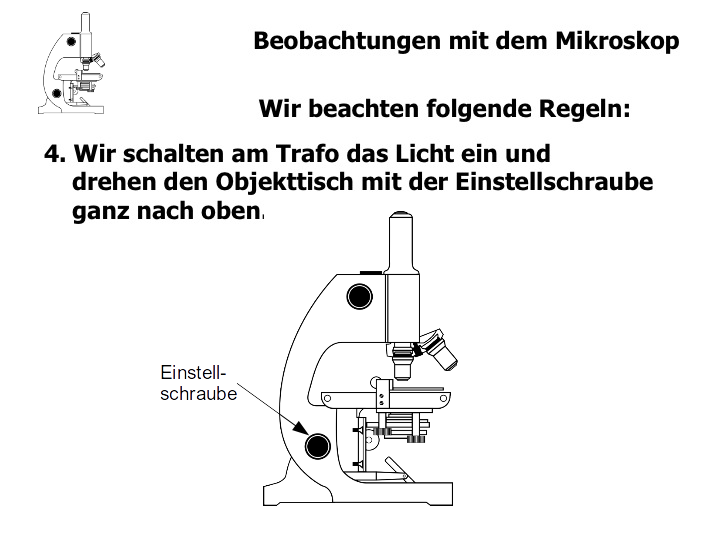 Beobachtungen mit dem Mikroskop
Wir beachten folgende Regeln:
4. Wir schalten am Trafo das Licht ein und
drehen den Objekttisch mit der Einstellschraube
ganz nach oben.
Einstell-
schraube